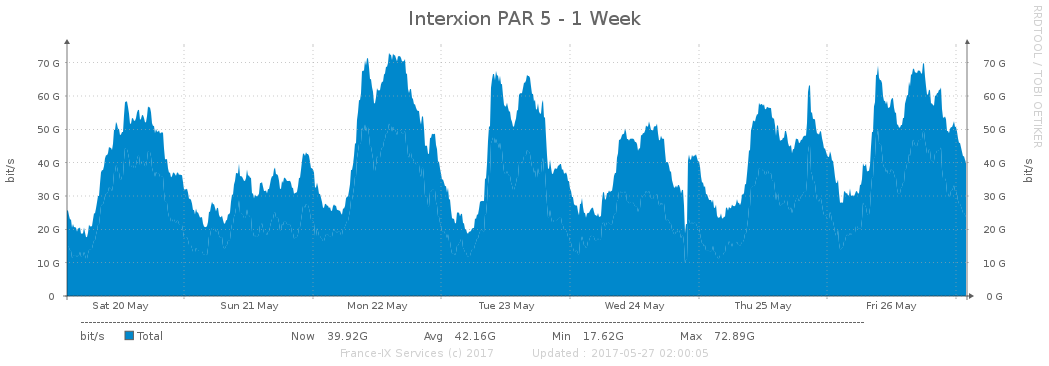 Interxion PAR 5 - 1 Week
RRDTOOL / TOBI OETIKER
bit/s
bit/s
70 G 70 G
60 G 60 G
50 G 50 G
40 G 40 G
30 G 30 G
20 G 20 G
10 G 10 G
0 0 G
Sat 20 May Sun 21 May Mon 22 May Tue 23 May Wed 24 May Thu 25 May Fri 26 May
bit/s Total Now 39.92G Avg 42.16G Min 17.62G Max 72.89G
France-IX Services (c) 2017 Updated : 2017-05-27 02:00:05